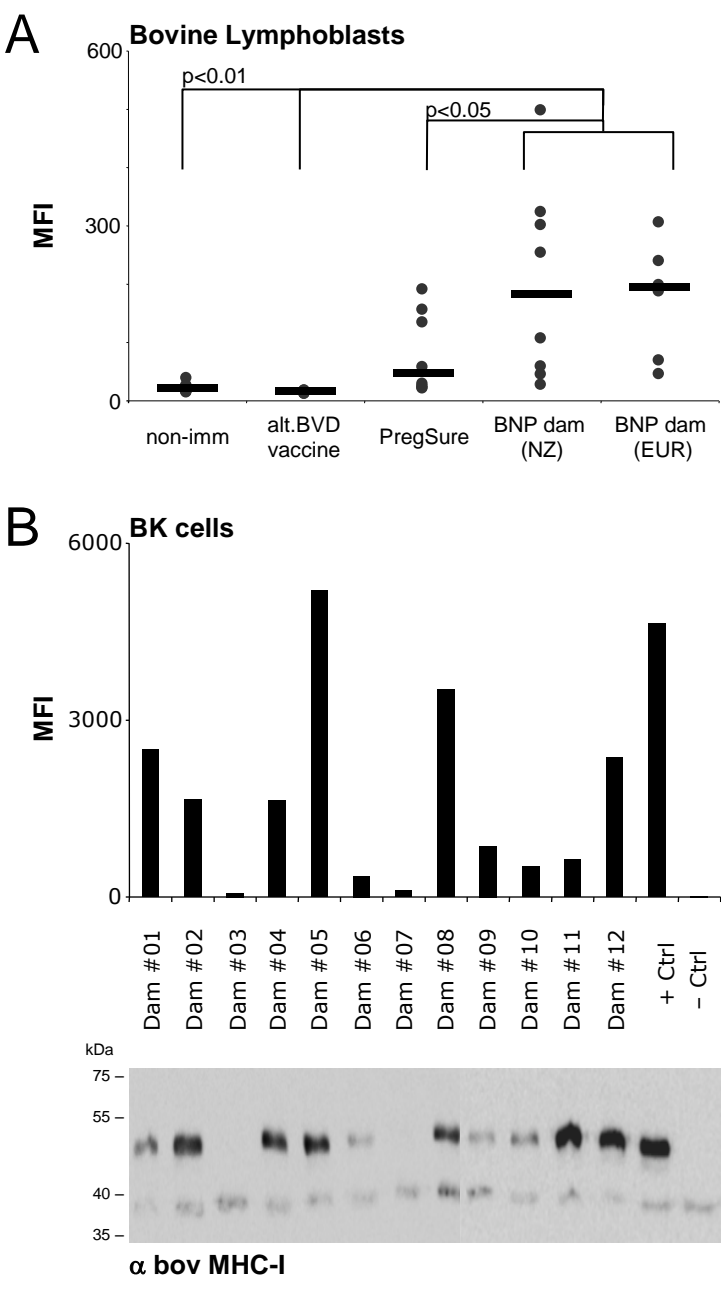 A
Bovine Lymphoblasts
600
p<0.01
p<0.05
MFI
300
0
non-imm
alt.BVD
vaccine
PregSure
BNP dam
(NZ)
BNP dam
(EUR)
B
BK cells
6000
MFI
3000
0
Dam #01
Dam #02
Dam #03
Dam #04
Dam #05
Dam #06
Dam #07
Dam #08
Dam #09
Dam #10
Dam #11
Dam #12
+ Ctrl
– Ctrl
kDa
75 –
55 –
40 –
35 –
α bov MHC-I